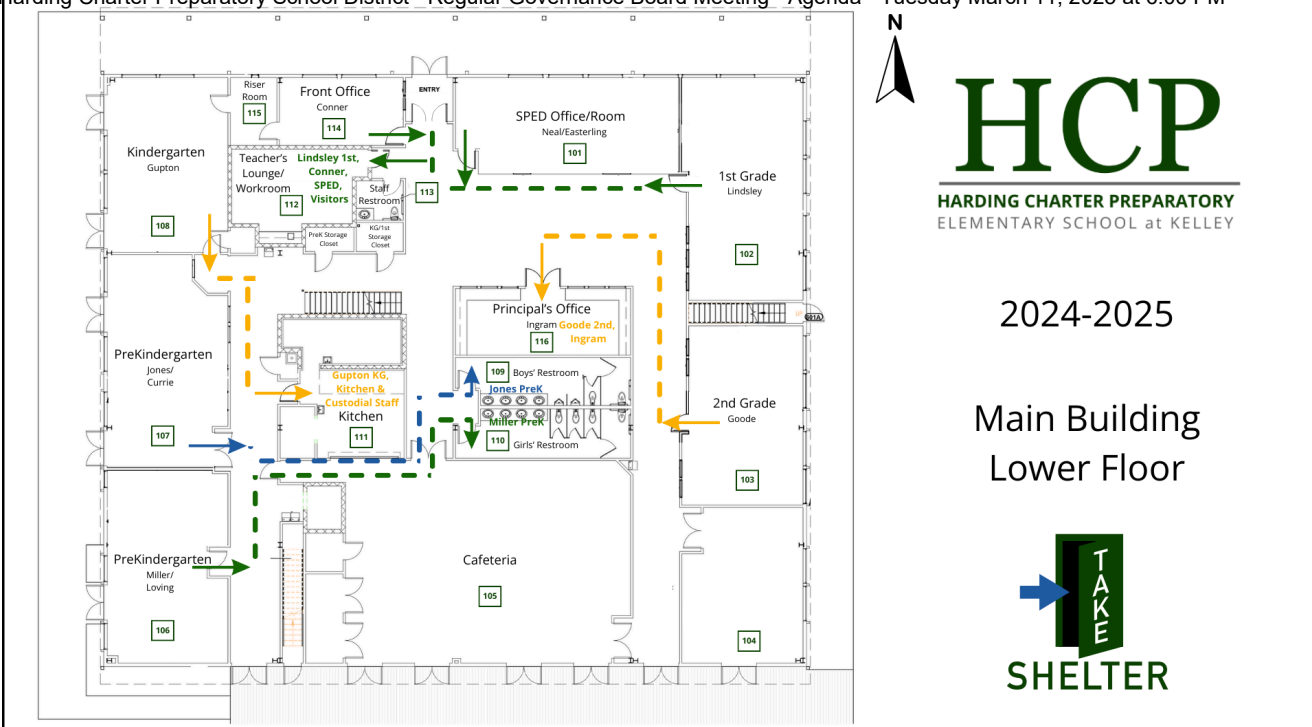 Harding Charter Preparatory School District - Regular Governance Board Meeting - Agenda - Tuesday March 11, 2025 at 6:00 PM
N
HCP
HARDING CHARTER PREPARATORY
ELEMENTARY SCHOOL at KELLEY
2024-2025
Main Building
Lower Floor
TAKE
SHELTER
Riser
Room
115
Front Office
Conner
114
ENTRY
SPED Office/Room
Neal/Easterling
101
Kindergarten
Gupton
108
Teacher's
Lounge/
Workroom
112
Lindsley 1st,
Conner,
SPED,
Visitors
Staff
Restroom
113
1st Grade
Lindsley
102
PreK Storage
Closet
KG/1st
Storage
Closet
Principal's Office
Ingram
116
Goode 2nd,
Ingram
001A
PreKindergarten
Jones/
Currie
107
Gupton KG,
Kitchen &
Custodial Staff
Kitchen
111
109
Boys' Restroom
Jones PreK
Miller PreK
110
Girls' Restroom
2nd Grade
Goode
103
PreKindergarten
Miller/
Loving
106
Cafeteria
105
104